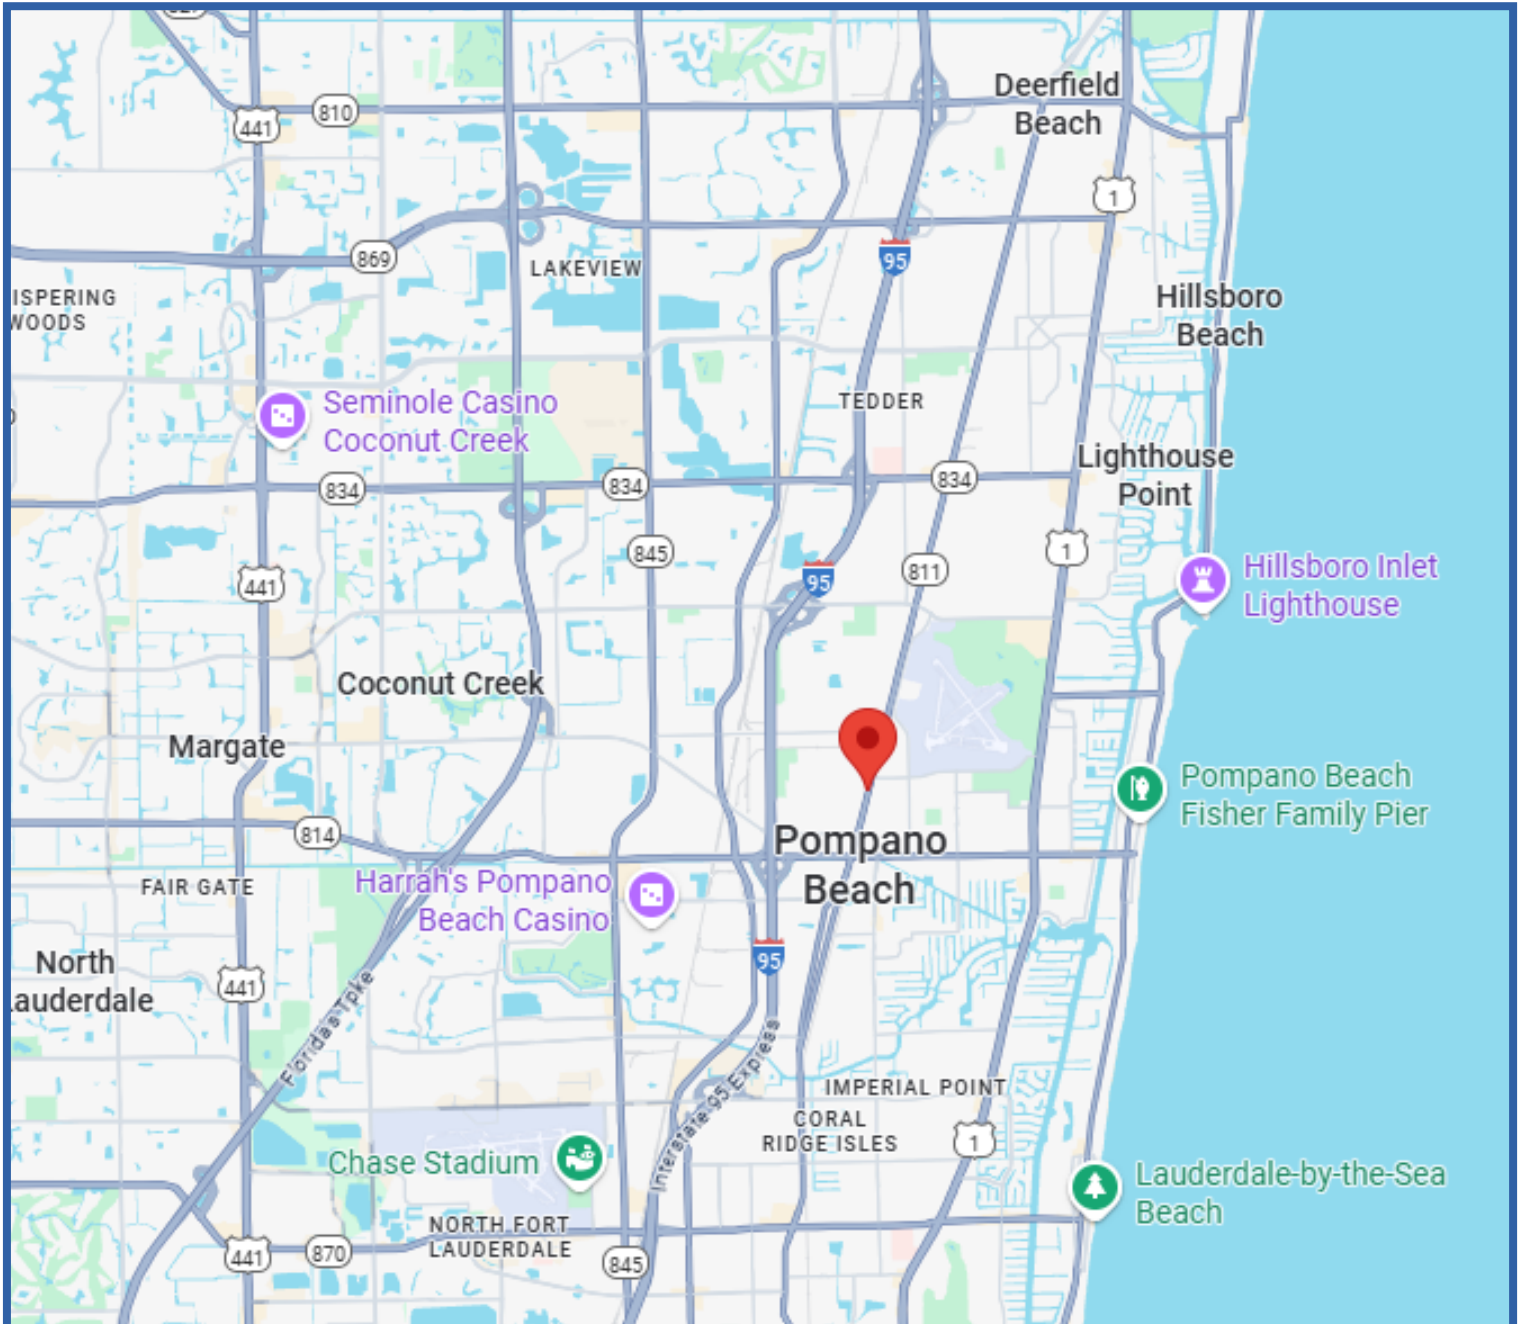 827
Deerfield
Beach
810
441
1
869
95
LAKEVIEW
ISPERING
WOODS
Hillsboro
Beach
Seminole Casino
Coconut Creek
TEDDER
Lighthouse
Point
834
834
834
845
1
811
95
441
Hillsboro Inlet
Lighthouse
Coconut Creek
Margate
Pompano Beach
Fisher Family Pier
814
Pompano
Beach
FAIR GATE
Harrah's Pompano
Beach Casino
95
North
Lauderdale
441
Floridas Tpke
Interstate 95 Express
IMPERIAL POINT
CORAL
RIDGE ISLES
1
Chase Stadium
Lauderdale-by-the-Sea
Beach
NORTH FORT
LAUDERDALE
441
870
845